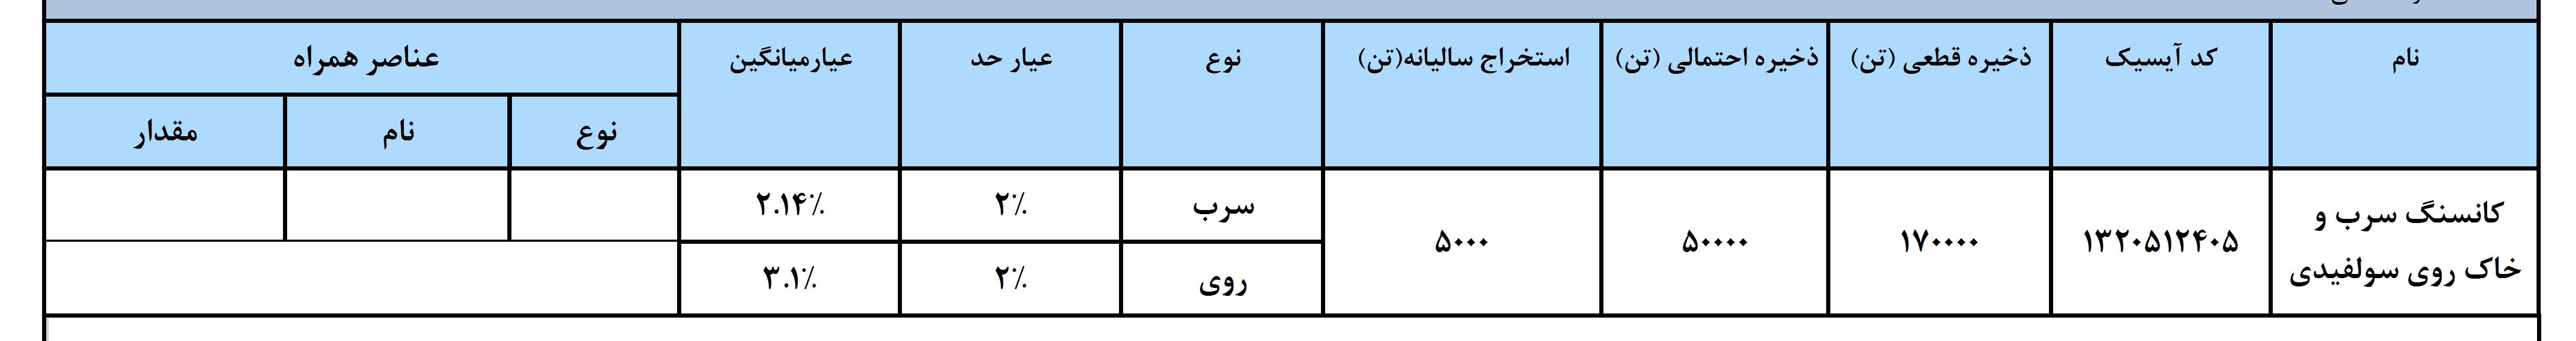 نام
کد آیسیک
ذخیره قطعی (تن)
ذخیره احتمالی (تن)
استخراج سالیانه(تن)
نوع
عیار حد
عیارمیانگین
عناصر همراه
نوع
نام
مقدار
کانسنگ سرب و
خاک روی سولفیدی
۱۳۲۰۵۱۲۴۰۵
۱۷۰۰۰۰
۵۰۰۰۰
۵۰۰۰
سرب
۲٪
۲.۱۴٪
روی
۲٪
۳.۱٪